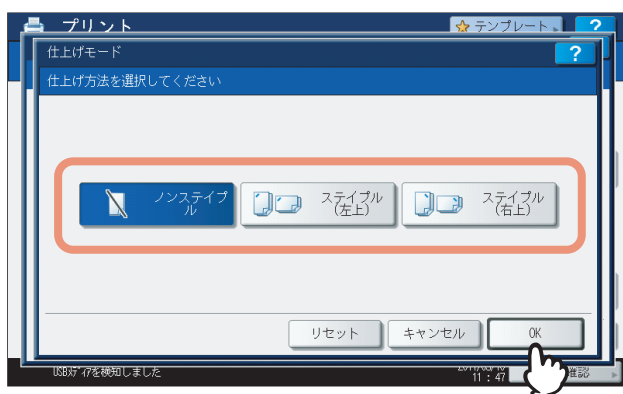 プリント
テンプレート
?
仕上げモード
?
仕上げ方法を選択してください
ノンステイプ
ル
ステイプル
(左上)
ステイプル
(右上)
リセット
キャンセル
OK
USBﾒﾃﾞｨｱを検知しました
11 : 47
確認